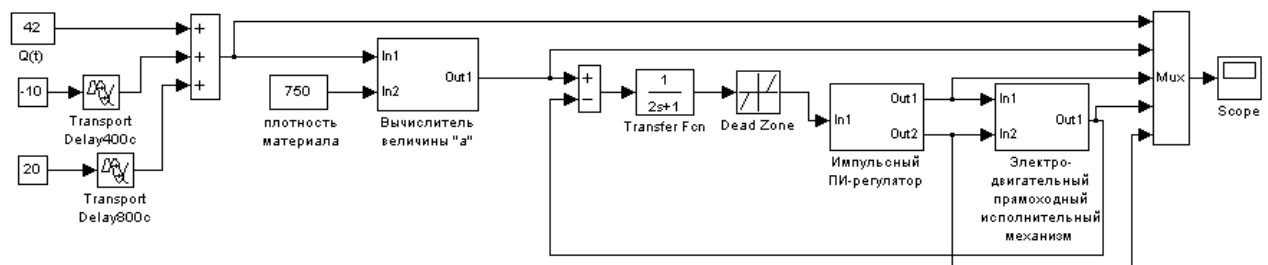 42
Q(t)
-10
Transport
Delay400c
20
Transport
Delay800c
+
+
+
750
плотность
материала
In1
In2
Out1
Вычислитель
величины "а"
+
−
1
2s+1
Transfer Fcn
Dead Zone
In1
Out1
Out2
Импульсный
ПИ-регулятор
In1
In2
Out1
Электро-
двигательный
прямоходный
исполнительный
механизм
Mux
Scope